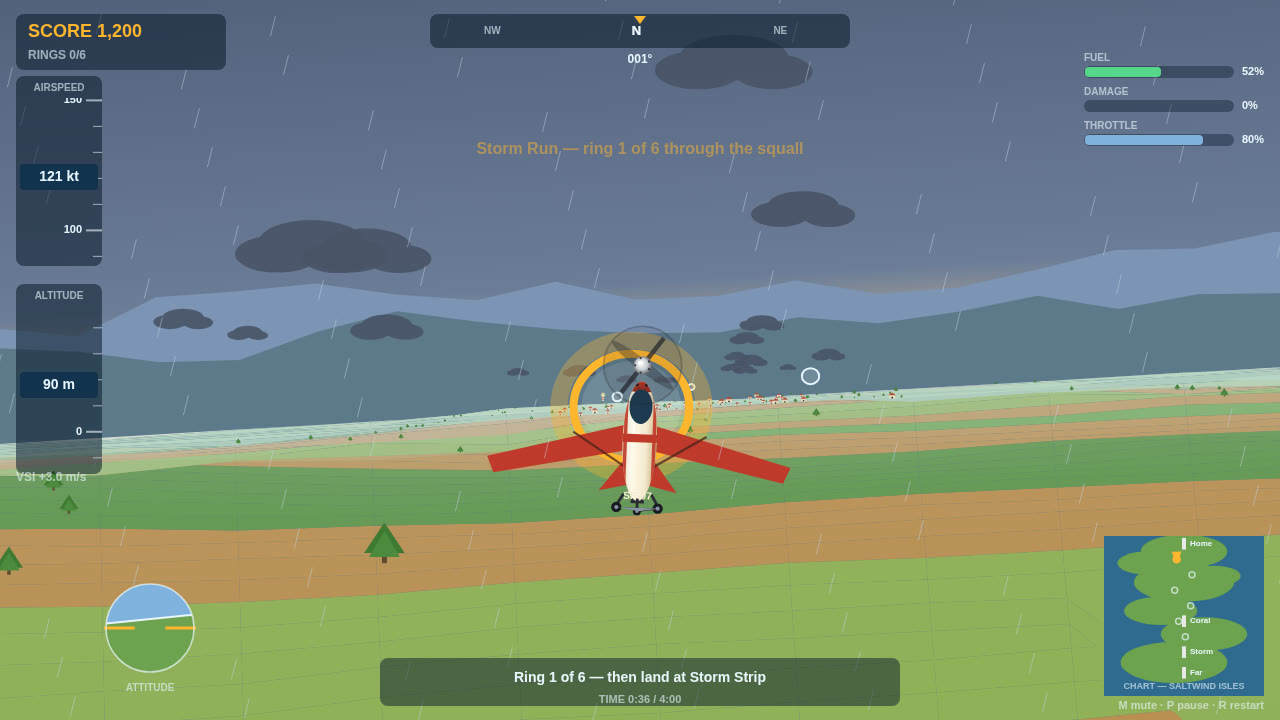 SCORE 1,200
RINGS 0/6
NW N NE
001°
FUEL
52%
DAMAGE
0%
THROTTLE
80%
AIRSPEED
150
121 kt
100
Storm Run — ring 1 of 6 through the squall
ALTITUDE
90 m
0
VSI +3.0 m/s
ATTITUDE
Ring 1 of 6 — then land at Storm Strip
TIME 0:36 / 4:00
Home
Coral
Storm
Far
CHART — SALTWIND ISLES
M mute · P pause · R restart